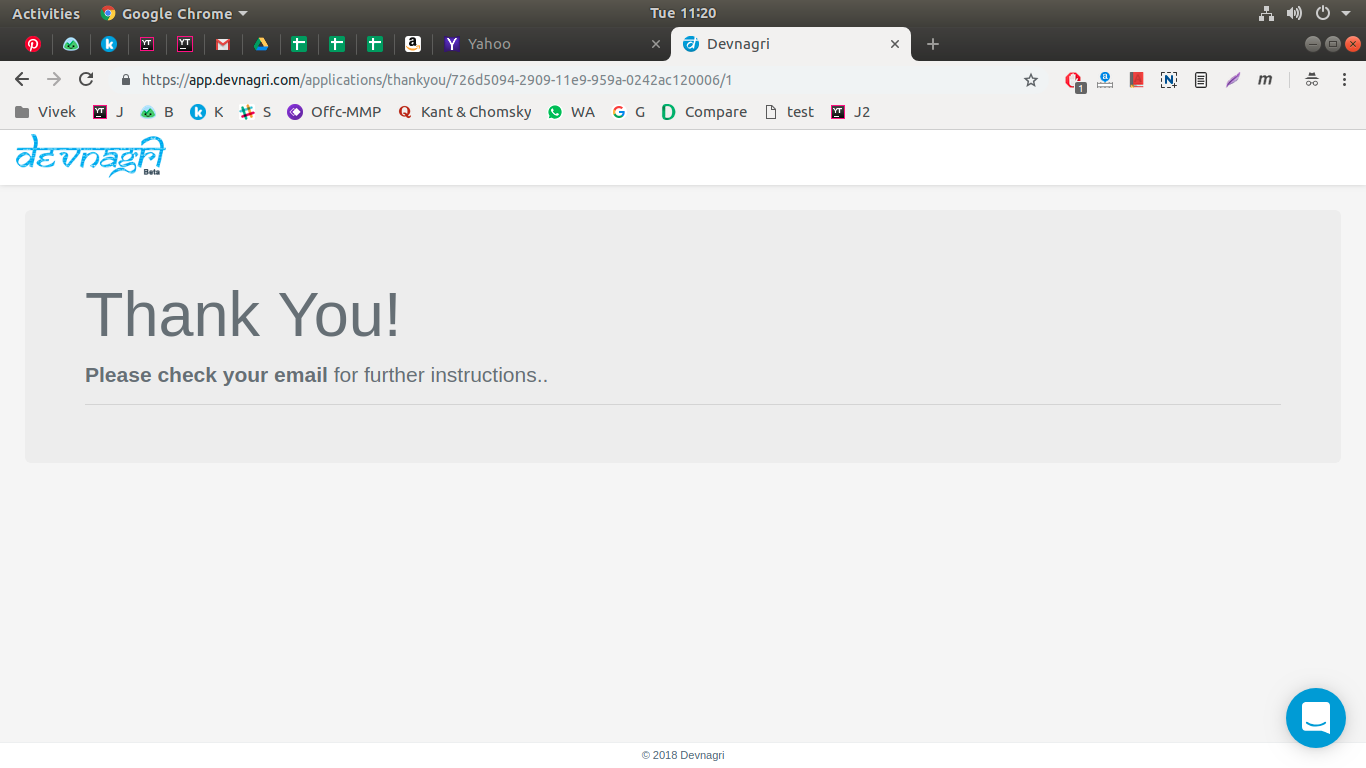 Activities Google Chrome Tue 11:20
Yahoo Devnagri
https://app.devnagri.com/applications/thankyou/726d5094-2909-11e9-959a-0242ac120006/1
Vivek J B K S Offc-MMP Kant & Chomsky WA G Compare test J2
devnagri
Beta
Thank You!
Please check your email for further instructions..
© 2018 Devnagri